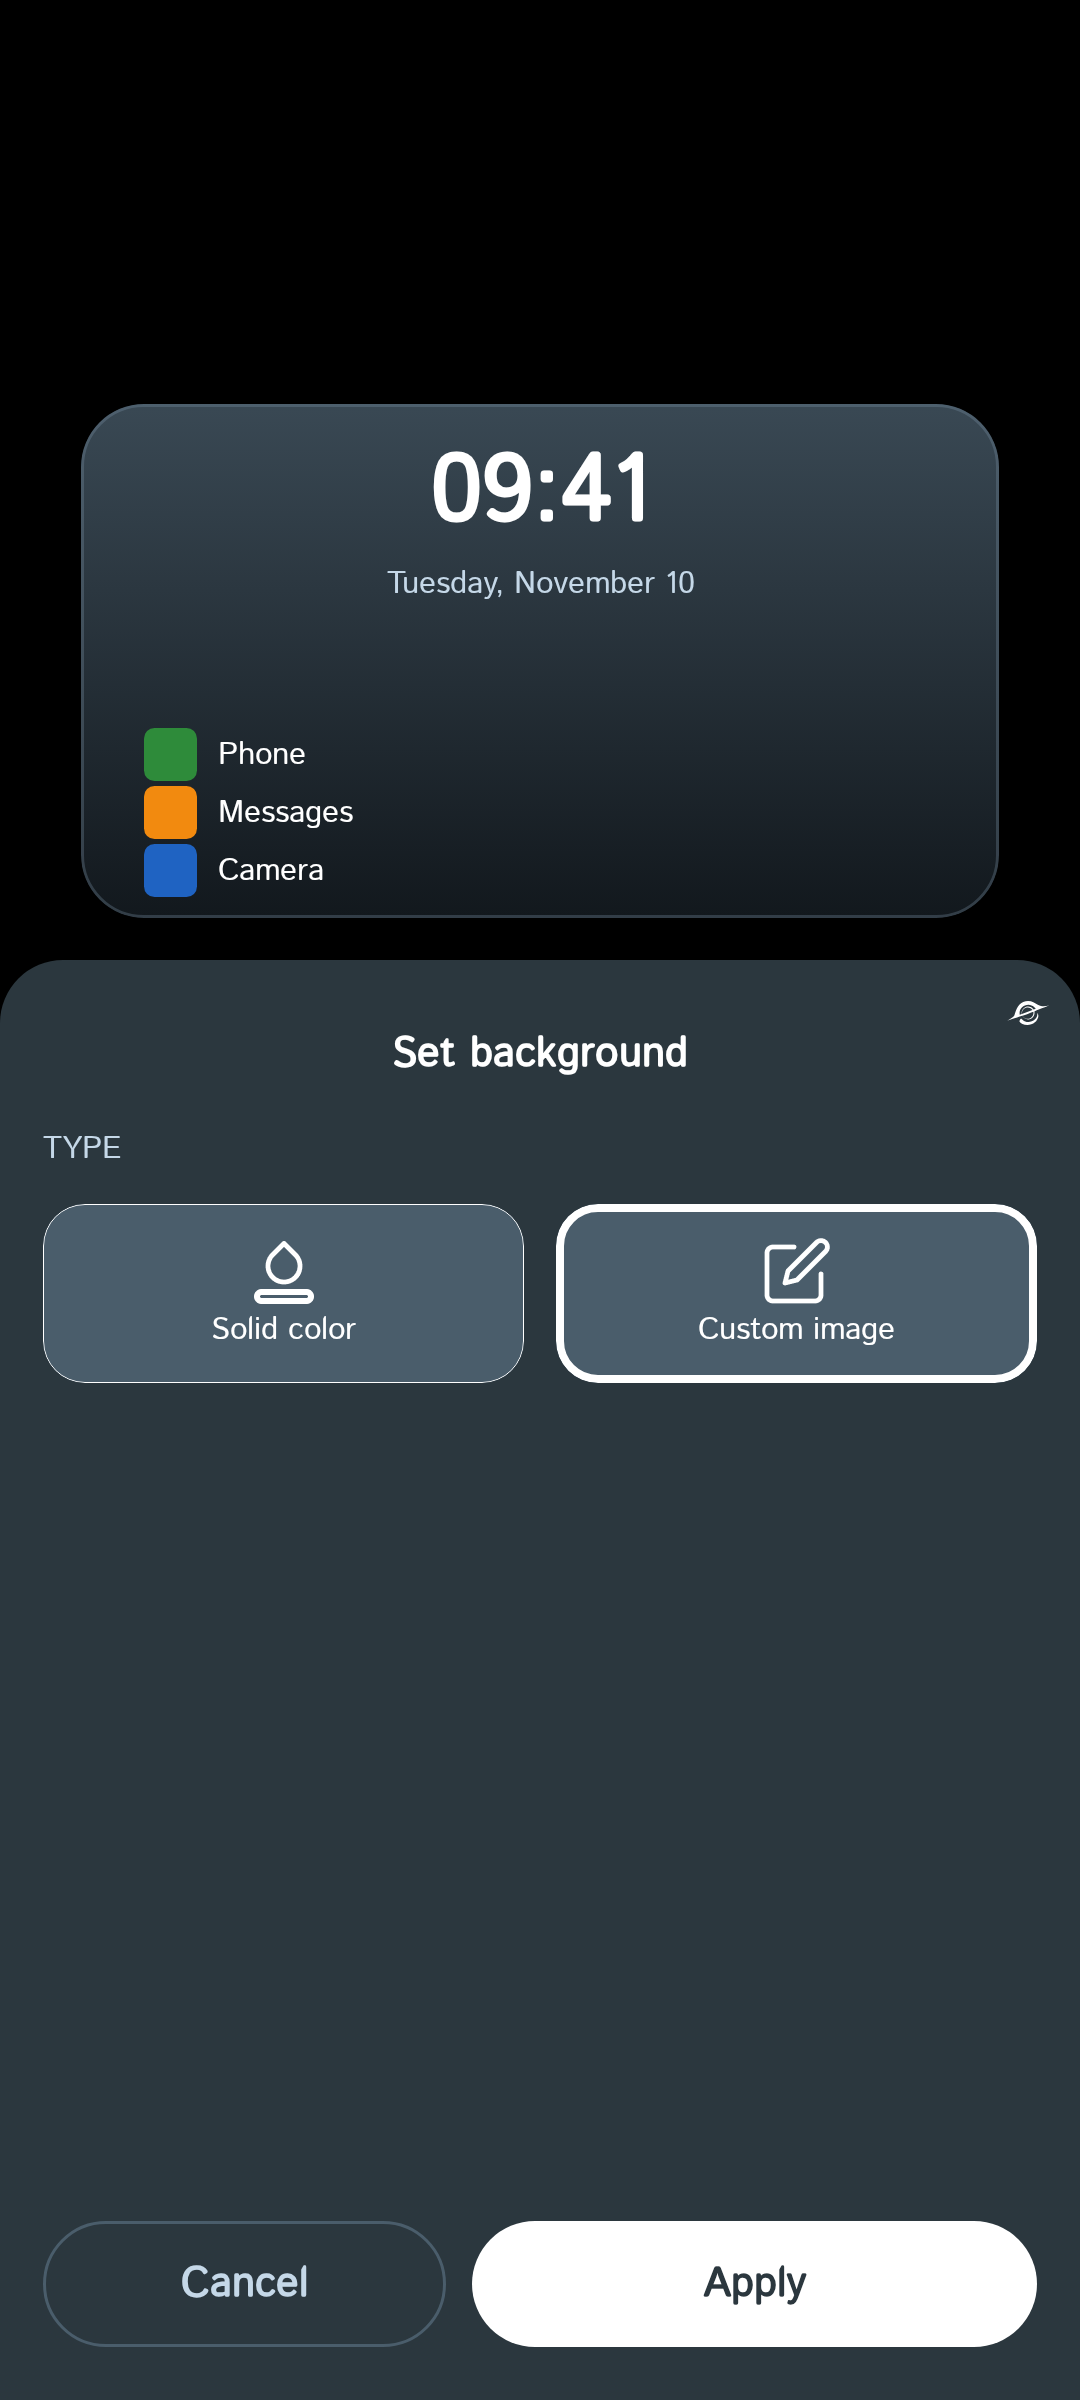 09:41
Tuesday, November 10
Phone
Messages
Camera
Set background
TYPE
Solid color
Custom image
Cancel
Apply